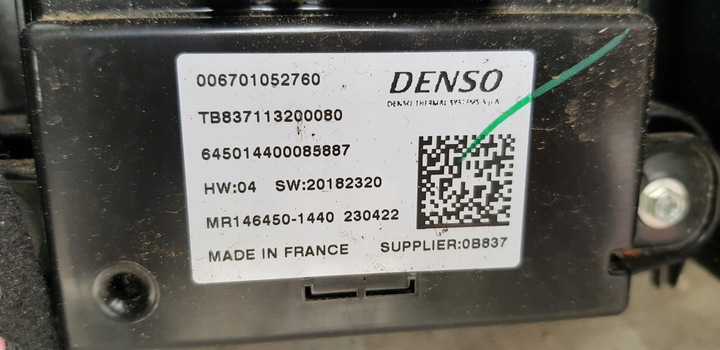 006701052760
DENSO
DENSO THERMAL SYSTEMS S.p.A.
TB837113200080
645014400085887
HW:04 SW:20182320
MR146450-1440 230422
MADE IN FRANCE SUPPLIER:0B837